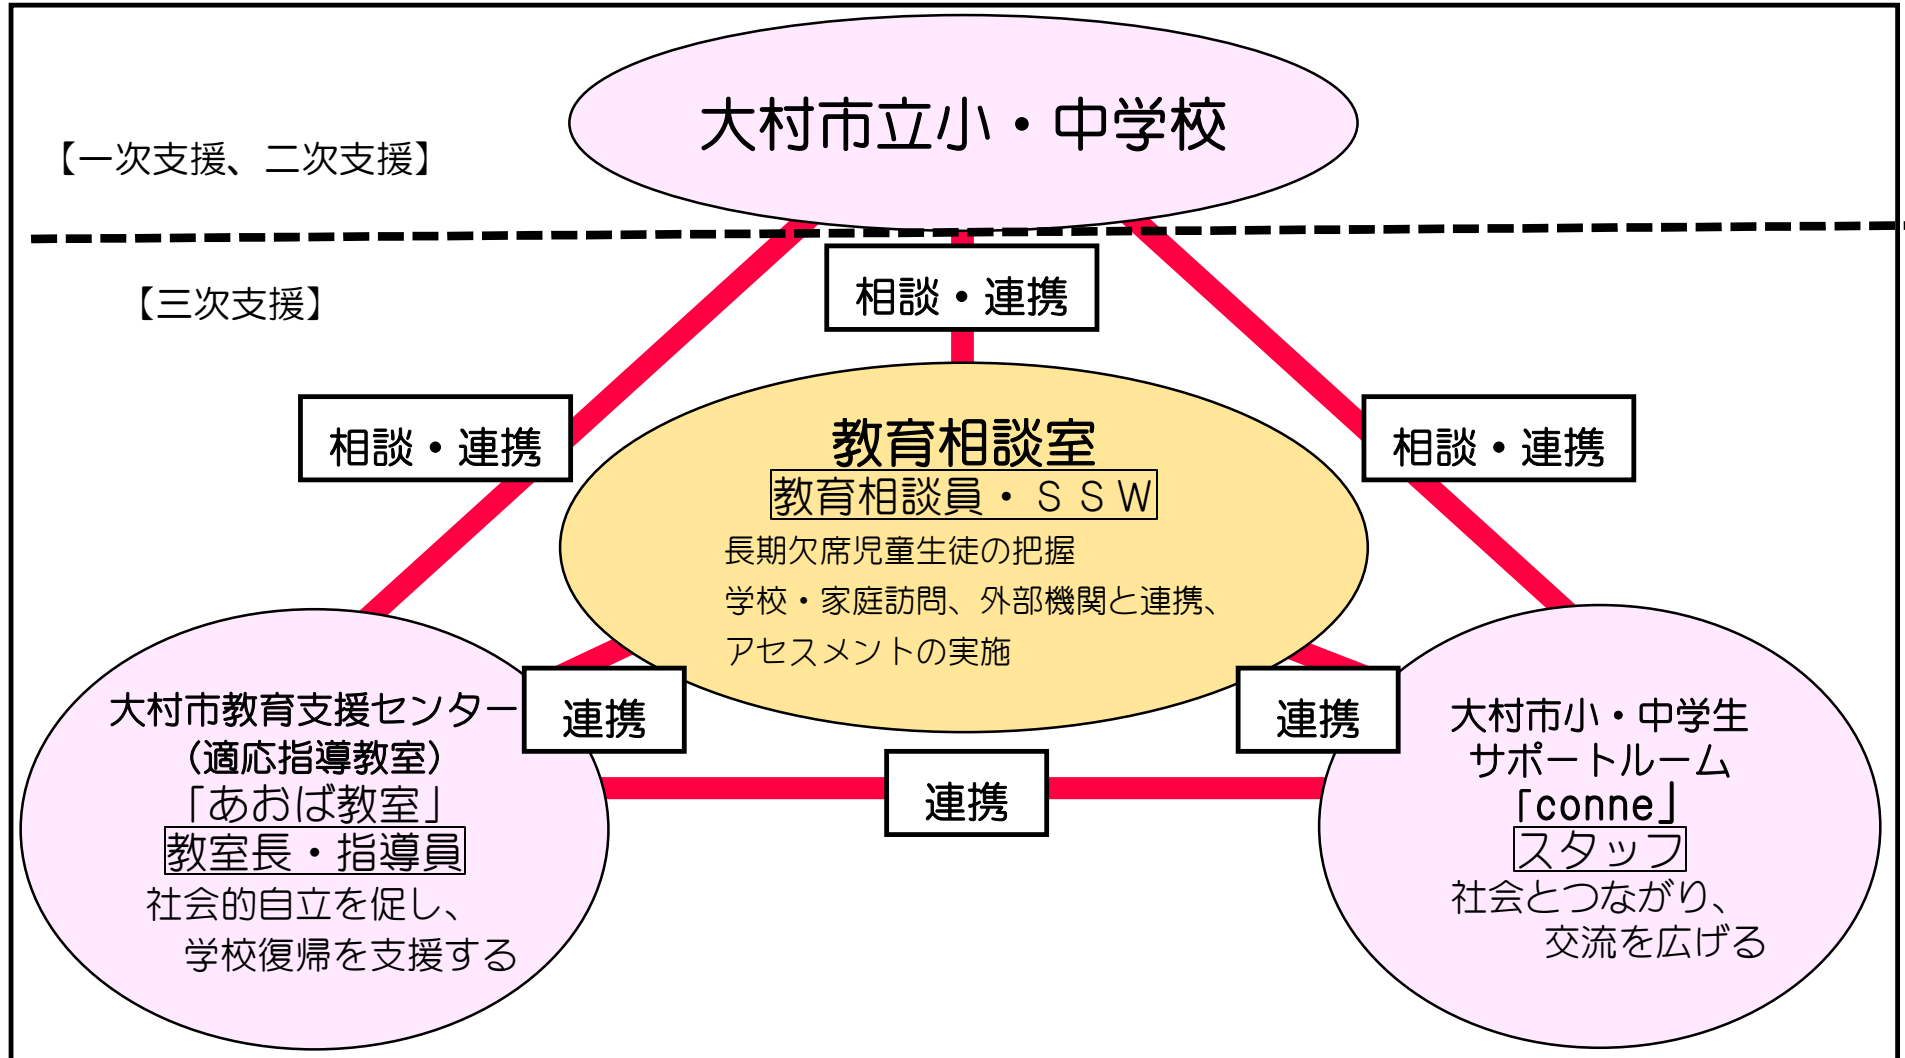 大村市立小・中学校
【一次支援、二次支援】
相談・連携
【三次支援】
相談・連携
相談・連携
教育相談室
教育相談員・ＳＳＷ
長期欠席児童生徒の把握
学校・家庭訪問、外部機関と連携、
アセスメントの実施
大村市教育支援センター
（適応指導教室）
「あおば教室」
教室長・指導員
社会的自立を促し、
学校復帰を支援する
連携
連携
連携
大村市小・中学生
サポートルーム
「conne」
スタッフ
社会とつながり、
交流を広げる